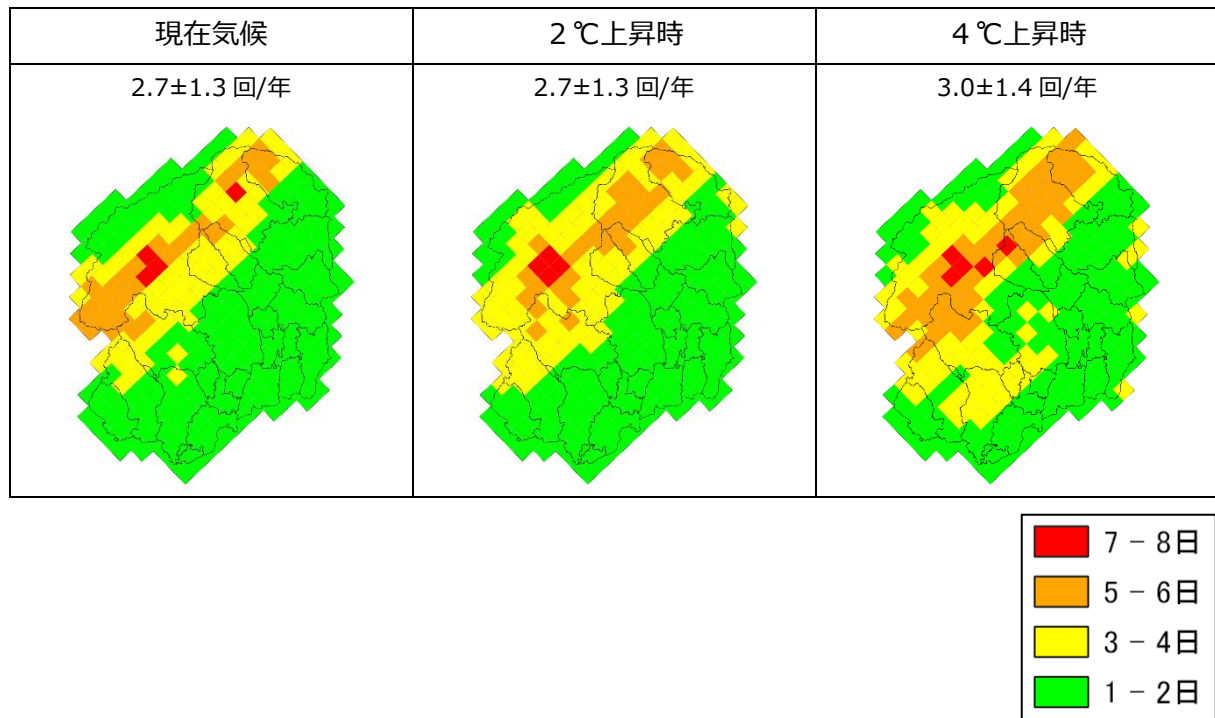 現在気候
２℃上昇時
４℃上昇時
2.7±1.3 回/年
2.7±1.3 回/年
3.0±1.4 回/年
７－８日
５－６日
３－４日
１－２日